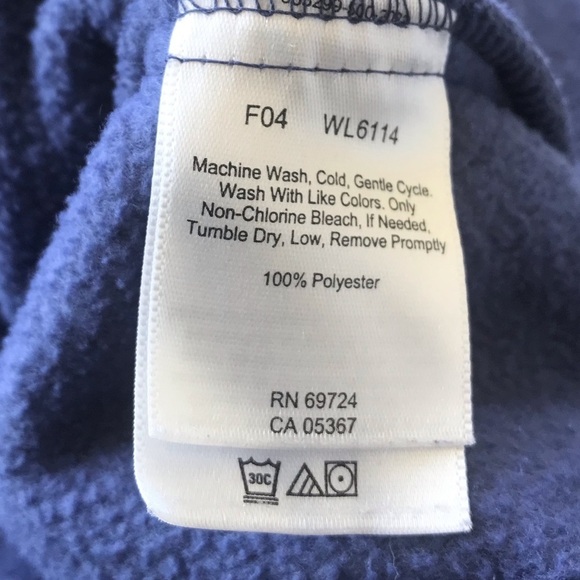 F04 WL6114
Machine Wash, Cold, Gentle Cycle.
Wash With Like Colors. Only
Non-Chlorine Bleach, If Needed,
Tumble Dry, Low, Remove Promptly
100% Polyester
RN 69724
CA 05367
30C